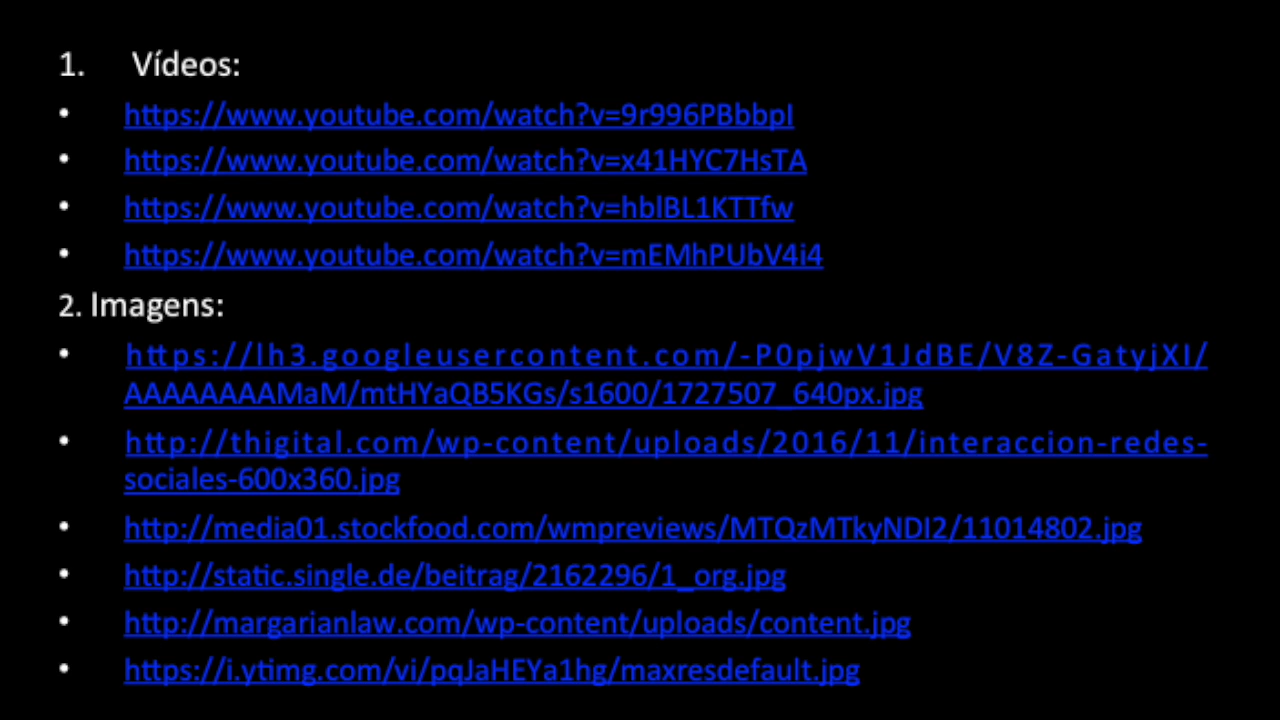 1. Vídeos:
• https://www.youtube.com/watch?v=9r996PBbbpI
• https://www.youtube.com/watch?v=x41HYC7HsTA
• https://www.youtube.com/watch?v=hblBL1KTTfw
• https://www.youtube.com/watch?v=mEMhPUbV4i4
2. Imagens:
• https://lh3.googleusercontent.com/-P0pjwV1JdBE/V8Z-GatyjXI/
AAAAAAAAMaM/mtHYaQB5KGs/s1600/1727507_640px.jpg
• http://thigital.com/wp-content/uploads/2016/11/interaccion-redes-
sociales-600x360.jpg
• http://media01.stockfood.com/wmpreviews/MTQzMTkyNDI2/11014802.jpg
• http://static.single.de/beitrag/2162296/1_org.jpg
• http://margarianlaw.com/wp-content/uploads/content.jpg
• https://i.ytimg.com/vi/pqJaHEYa1hg/maxresdefault.jpg